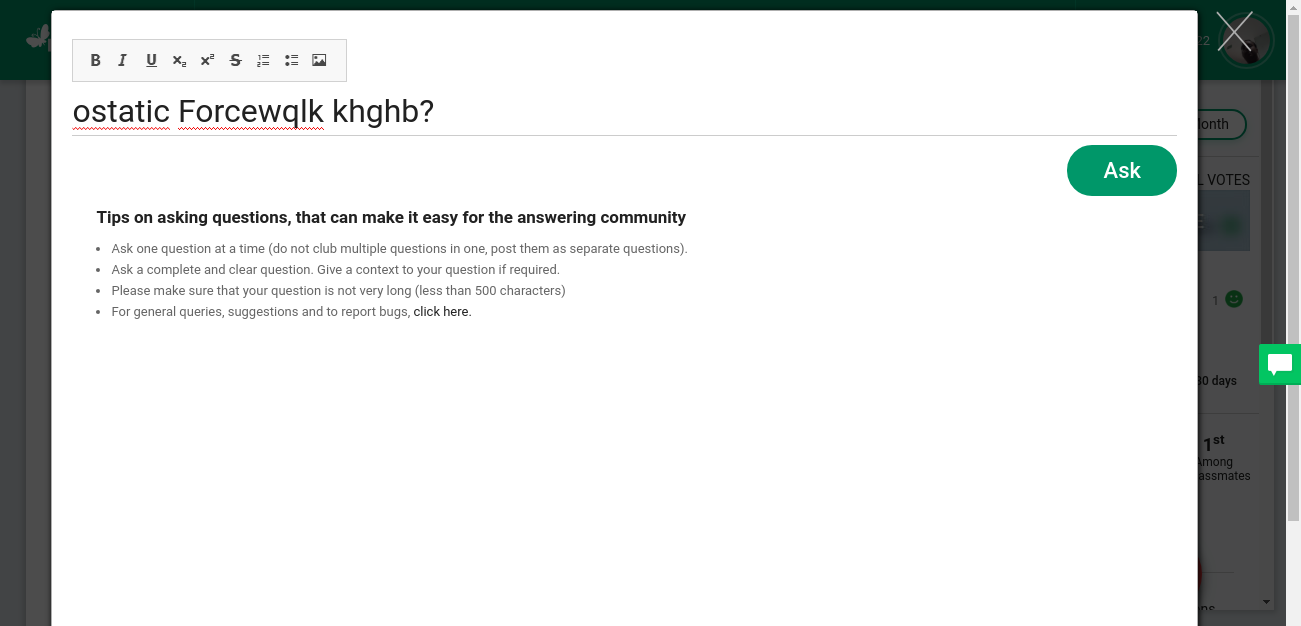 B I U x₂ x² S
ostatic Forcewqlk khghb?
Ask
Tips on asking questions, that can make it easy for the answering community
Ask one question at a time (do not club multiple questions in one, post them as separate questions).
Ask a complete and clear question. Give a context to your question if required.
Please make sure that your question is not very long (less than 500 characters)
For general queries, suggestions and to report bugs, click here.
22
lonth
L VOTES
E
1
30 days
1st
Among
assmates